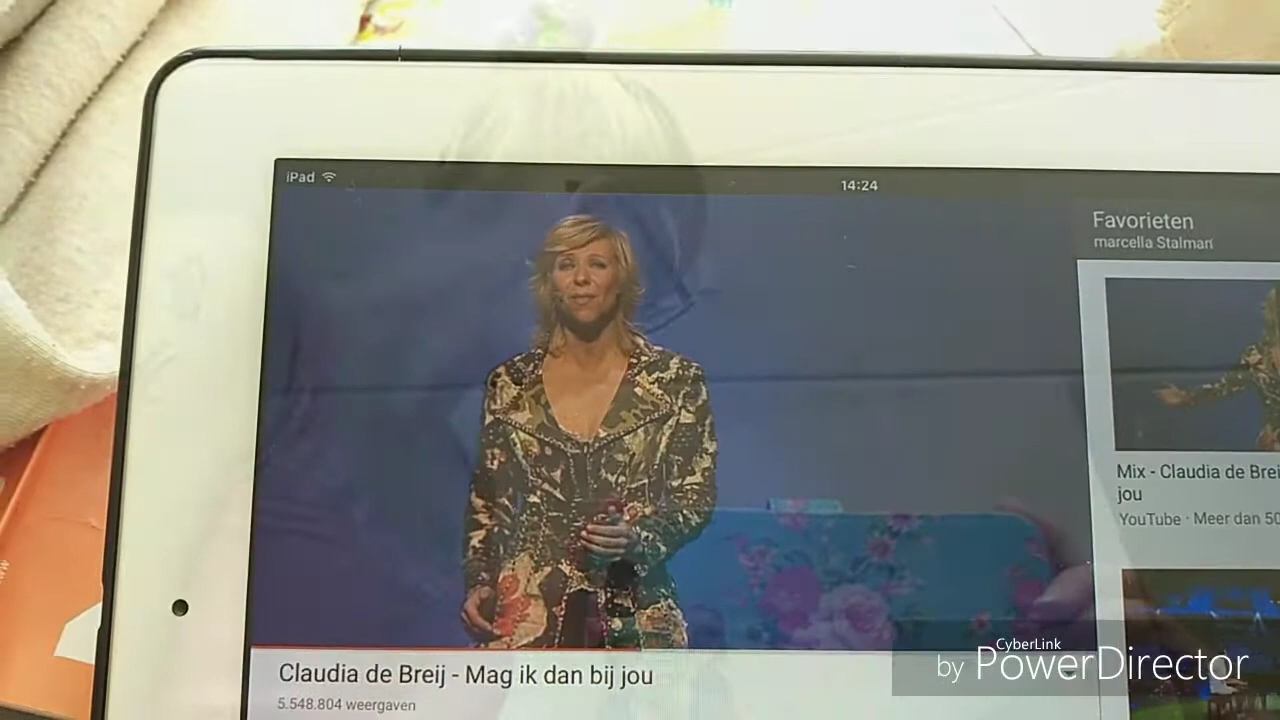 iPad
14:24
Favorieten
marcella Stalman
Mix - Claudia de Brei
jou
YouTube · Meer dan 50
Claudia de Breij - Mag ik dan bij jou
5.548.804 weergaven
CyberLink
by PowerDirector